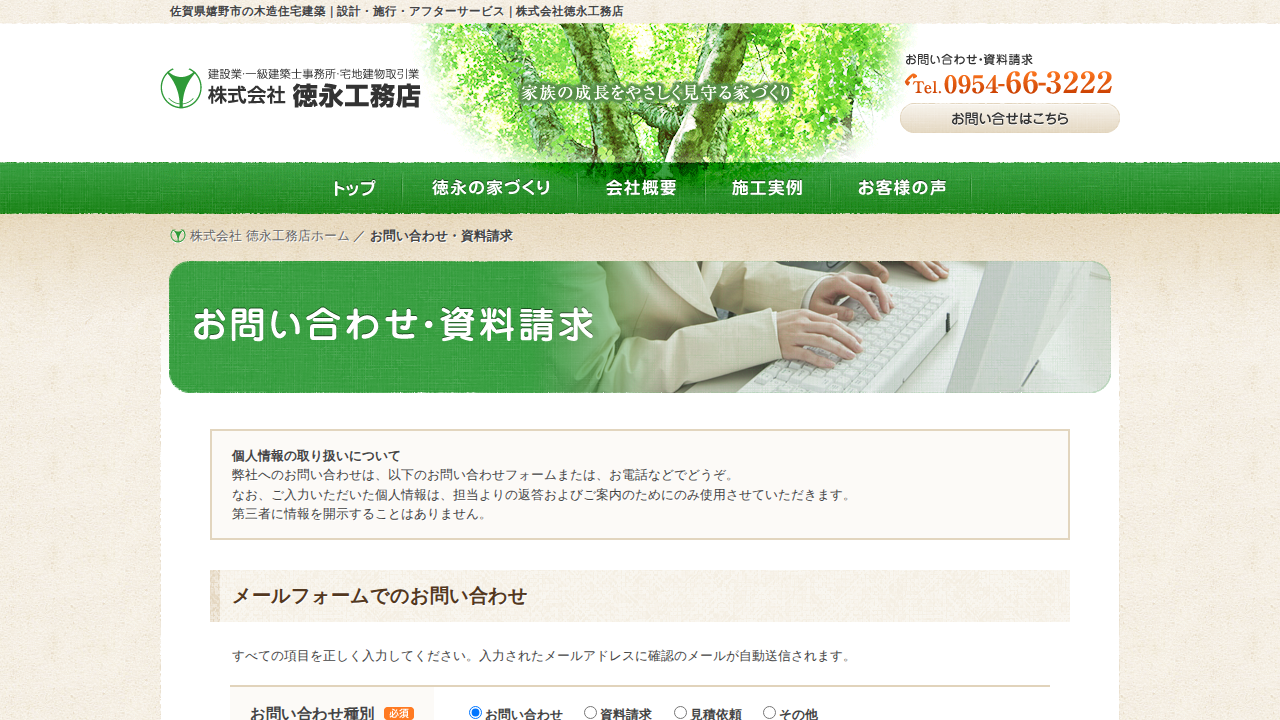 佐賀県嬉野市の木造住宅建築｜設計・施行・アフターサービス｜株式会社徳永工務店
建設業・一級建築士事務所・宅地建物取引業
株式会社 徳永工務店
家族の成長をやさしく見守る家づくり
お問い合わせ・資料請求
Tel.0954-66-3222
お問い合せはこちら
トップ 徳永の家づくり 会社概要 施工実例 お客様の声
株式会社 徳永工務店ホーム ／ お問い合わせ・資料請求
お問い合わせ・資料請求
個人情報の取り扱いについて
弊社へのお問い合わせは、以下のお問い合わせフォームまたは、お電話などでどうぞ。
なお、ご入力いただいた個人情報は、担当よりの返答およびご案内のためにのみ使用させていただきます。
第三者に情報を開示することはありません。
メールフォームでのお問い合わせ
すべての項目を正しく入力してください。入力されたメールアドレスに確認のメールが自動送信されます。
お問い合わせ種別 必須 お問い合わせ 資料請求 見積依頼 その他